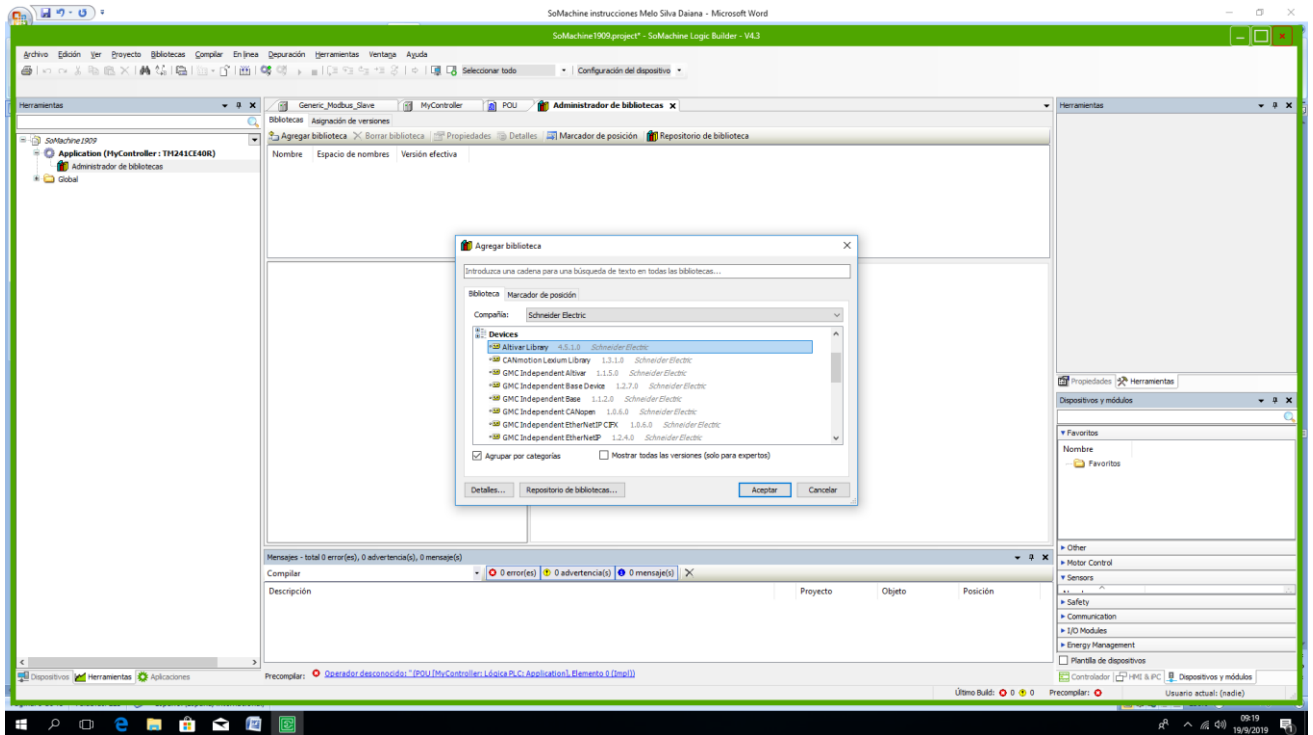 SoMachine instrucciones Melo Silva Daiana - Microsoft Word
SoMachine1909.project* - SoMachine Logic Builder - V4.3
Archivo Edición Ver Proyecto Bibliotecas Compilar En línea Depuración Herramientas Ventana Ayuda
Seleccionar todo Configuración del dispositivo
Herramientas
SoMachine1909
Application (MyController : TM241CE40R)
Administrador de bibliotecas
Global
Generic_Modbus_Slave MyController POU Administrador de bibliotecas
Bibliotecas Asignación de versiones
Agregar biblioteca Borrar biblioteca Propiedades Detalles Marcador de posición Repositorio de biblioteca
Nombre Espacio de nombres Versión efectiva
Agregar biblioteca
Introduzca una cadena para una búsqueda de texto en todas las bibliotecas...
Biblioteca Marcador de posición
Compañía: Schneider Electric
Devices
Altivar Library 4.5.1.0 Schneider Electric
CANmotion Lexium Library 1.3.1.0 Schneider Electric
GMC Independent Altivar 1.1.5.0 Schneider Electric
GMC Independent Base Device 1.2.7.0 Schneider Electric
GMC Independent Base 1.1.2.0 Schneider Electric
GMC Independent CANopen 1.0.6.0 Schneider Electric
GMC Independent EtherNetIP CIFX 1.0.6.0 Schneider Electric
GMC Independent EtherNetIP 1.2.4.0 Schneider Electric
Agrupar por categorías Mostrar todas las versiones (solo para expertos)
Detalles... Repositorio de bibliotecas... Aceptar Cancelar
Mensajes - total 0 error(es), 0 advertencia(s), 0 mensaje(s)
Compilar 0 error(es) 0 advertencia(s) 0 mensaje(s)
Descripción Proyecto Objeto Posición
Herramientas
Propiedades Herramientas
Dispositivos y módulos
Favoritos
Nombre
Favoritos
Other
Motor Control
Sensors
Safety
Communication
I/O Modules
Energy Management
Plantilla de dispositivos
Controlador HMI & iPC Dispositivos y módulos
Dispositivos Herramientas Aplicaciones
Precompilar: Operador desconocido: '' (POU [MyController: Lógica PLC: Application], Elemento 0 (Impl))
Último Build: 0 0 Precompilar: Usuario actual: (nadie)
09:19
19/9/2019